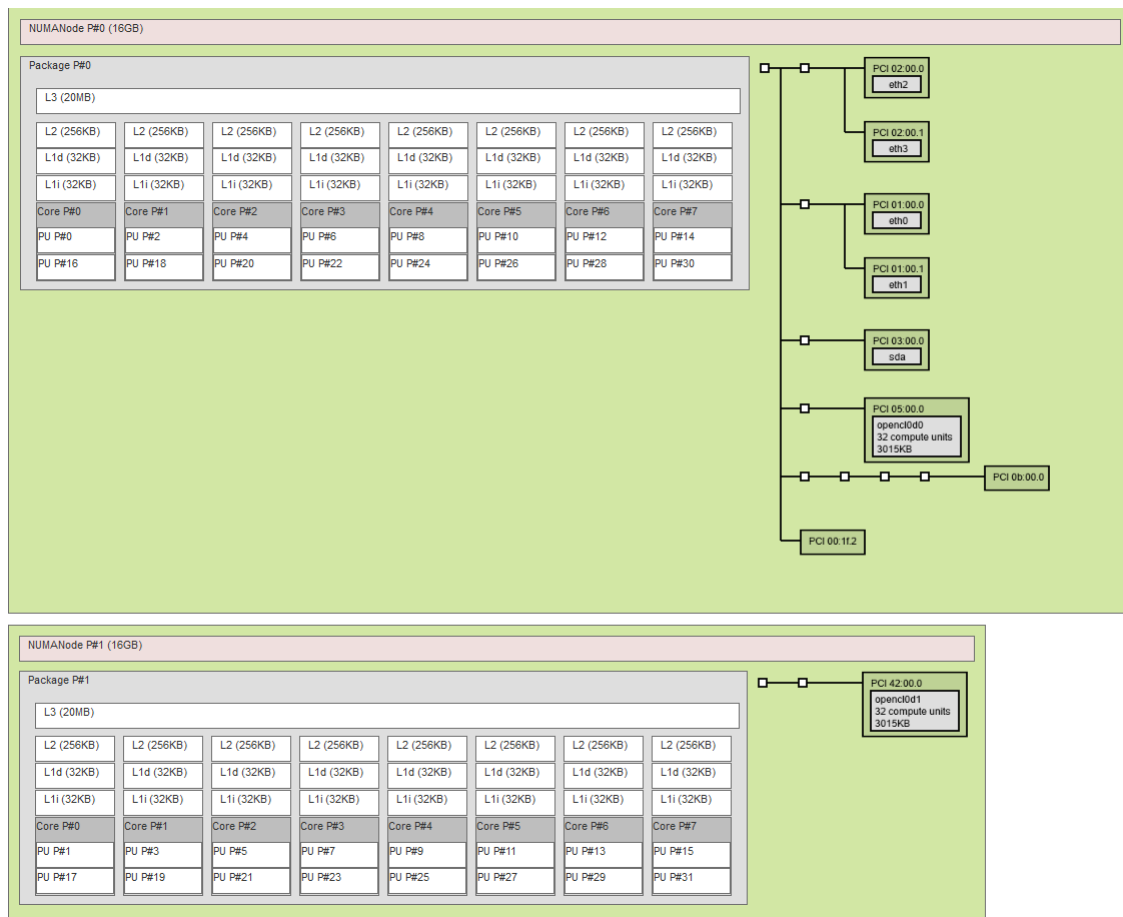 NUMANode P#0 (16GB)
Package P#0
L3 (20MB)
L2 (256KB) L2 (256KB) L2 (256KB) L2 (256KB) L2 (256KB) L2 (256KB) L2 (256KB) L2 (256KB)
L1d (32KB) L1d (32KB) L1d (32KB) L1d (32KB) L1d (32KB) L1d (32KB) L1d (32KB) L1d (32KB)
L1i (32KB) L1i (32KB) L1i (32KB) L1i (32KB) L1i (32KB) L1i (32KB) L1i (32KB) L1i (32KB)
Core P#0 Core P#1 Core P#2 Core P#3 Core P#4 Core P#5 Core P#6 Core P#7
PU P#0 PU P#2 PU P#4 PU P#6 PU P#8 PU P#10 PU P#12 PU P#14
PU P#16 PU P#18 PU P#20 PU P#22 PU P#24 PU P#26 PU P#28 PU P#30
PCI 02:00.0
eth2
PCI 02:00.1
eth3
PCI 01:00.0
eth0
PCI 01:00.1
eth1
PCI 03:00.0
sda
PCI 05:00.0
opencl0d0
32 compute units
3015KB
PCI 0b:00.0
PCI 00:1f.2
NUMANode P#1 (16GB)
Package P#1
L3 (20MB)
L2 (256KB) L2 (256KB) L2 (256KB) L2 (256KB) L2 (256KB) L2 (256KB) L2 (256KB) L2 (256KB)
L1d (32KB) L1d (32KB) L1d (32KB) L1d (32KB) L1d (32KB) L1d (32KB) L1d (32KB) L1d (32KB)
L1i (32KB) L1i (32KB) L1i (32KB) L1i (32KB) L1i (32KB) L1i (32KB) L1i (32KB) L1i (32KB)
Core P#0 Core P#1 Core P#2 Core P#3 Core P#4 Core P#5 Core P#6 Core P#7
PU P#1 PU P#3 PU P#5 PU P#7 PU P#9 PU P#11 PU P#13 PU P#15
PU P#17 PU P#19 PU P#21 PU P#23 PU P#25 PU P#27 PU P#29 PU P#31
PCI 42:00.0
opencl0d1
32 compute units
3015KB